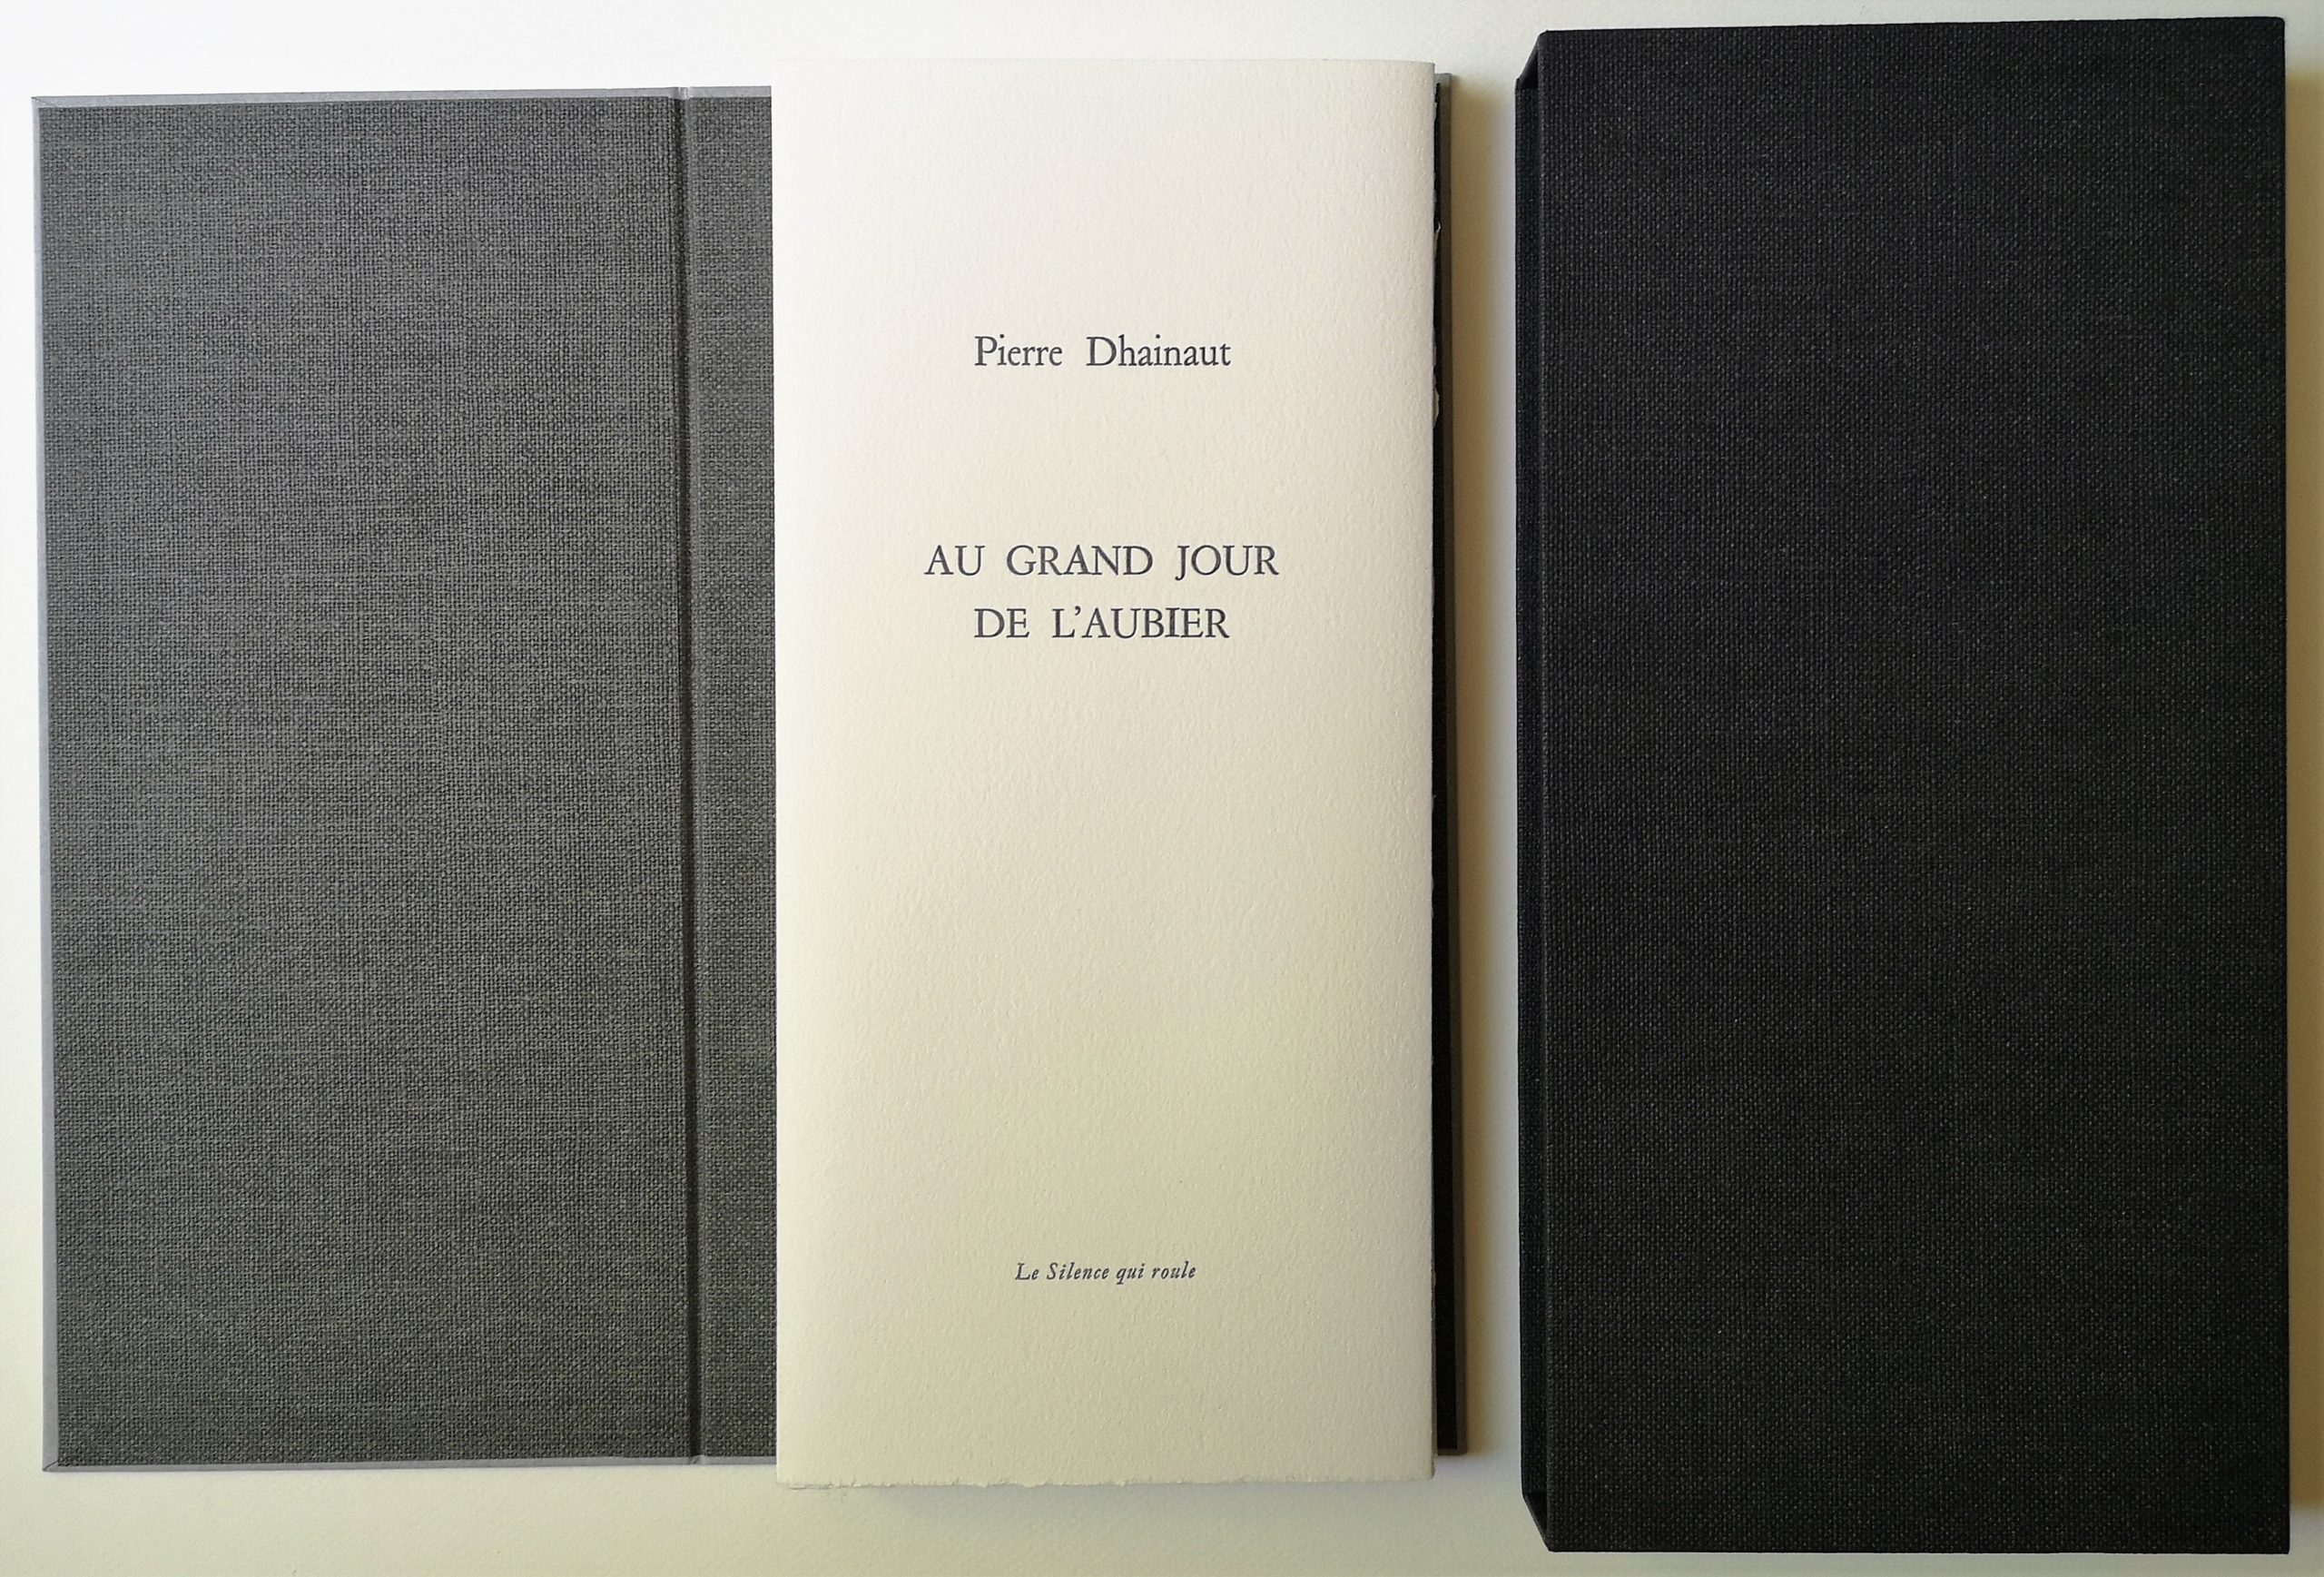 Pierre Dhainaut
AU GRAND JOUR
DE L’AUBIER
Le Silence qui roule